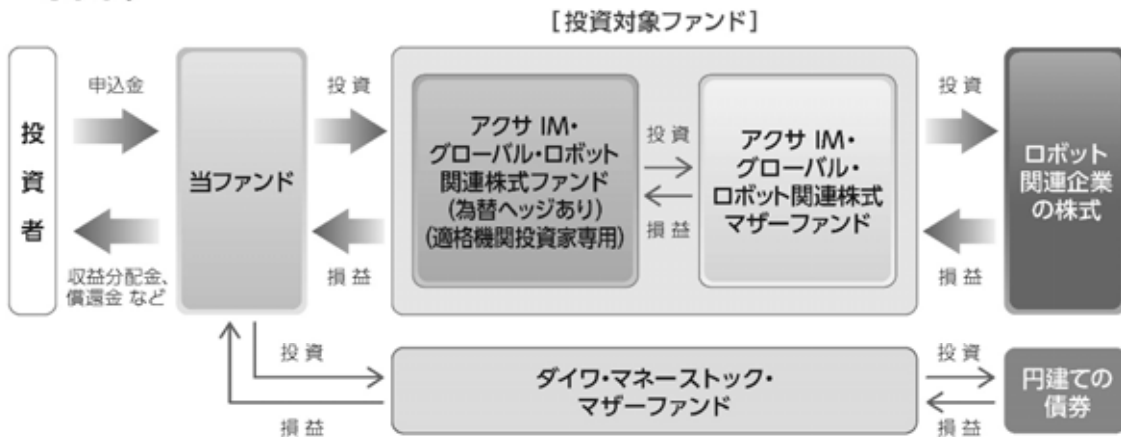 [投資対象ファンド]
投資者
申込金
収益分配金、
償還金 など
当ファンド
投資
損益
アクサ IM・
グローバル・ロボット
関連株式ファンド
(為替ヘッジあり)
(適格機関投資家専用)
投資
損益
アクサ IM・
グローバル・
ロボット関連株式
マザーファンド
投資
損益
ロボット
関連企業
の株式
投資
損益
ダイワ・マネーストック・
マザーファンド
投資
損益
円建ての
債券